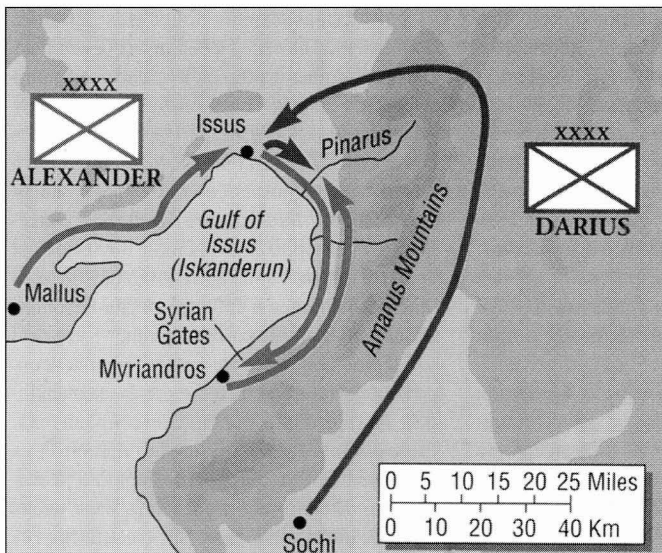 XXXX
ALEXANDER
Issus
Pinarus
XXXX
DARIUS
Gulf of
Issus
(Iskanderun)
Amanus Mountains
Mallus
Syrian
Gates
Myriandros
Sochi
0 5 10 15 20 25 Miles
0 10 20 30 40 Km